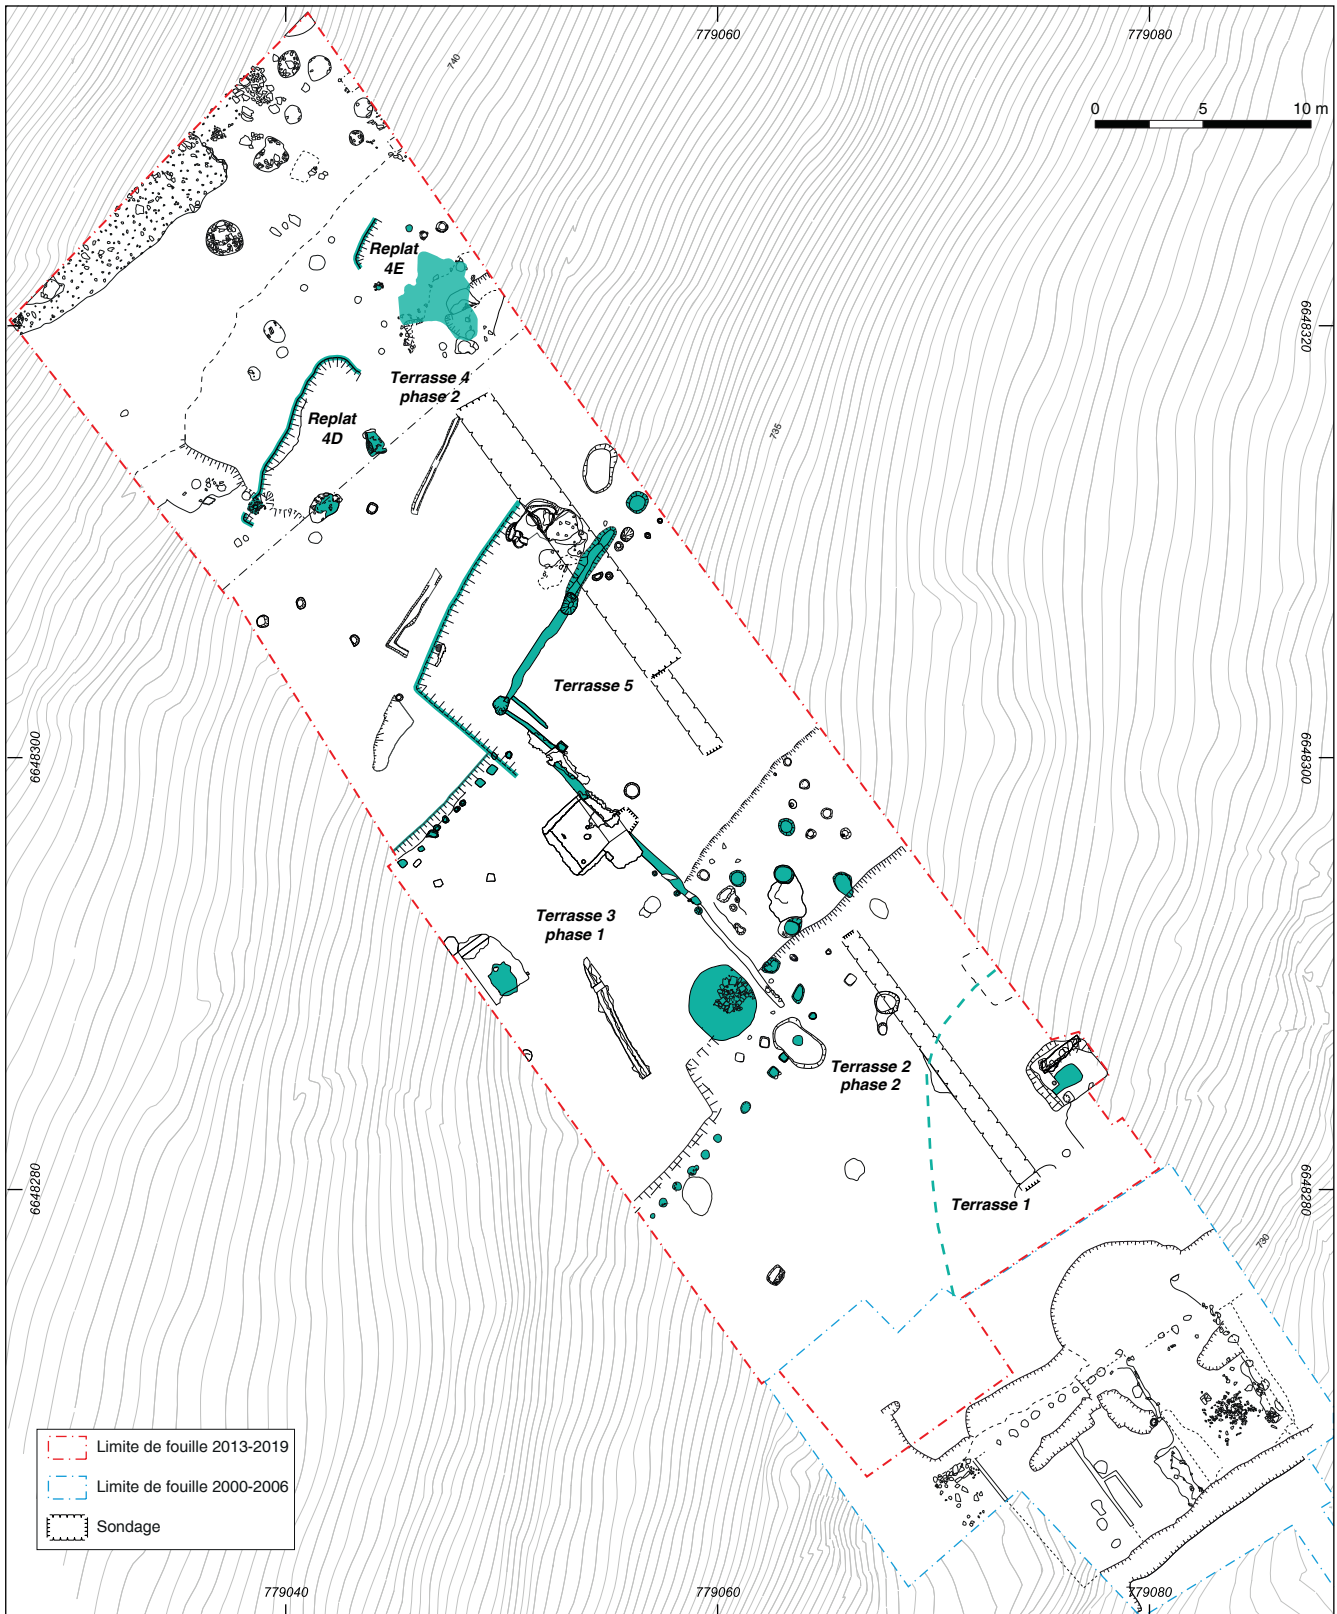 779060
779080
740
0 5 10 m
Replat
4E
6648320
Terrasse 4
phase 2
Replat
4D
735
Terrasse 5
6648300
6648300
Terrasse 3
phase 1
Terrasse 2
phase 2
6648280
6648280
Terrasse 1
730
Limite de fouille 2013-2019
Limite de fouille 2000-2006
Sondage
779040
779060
779080